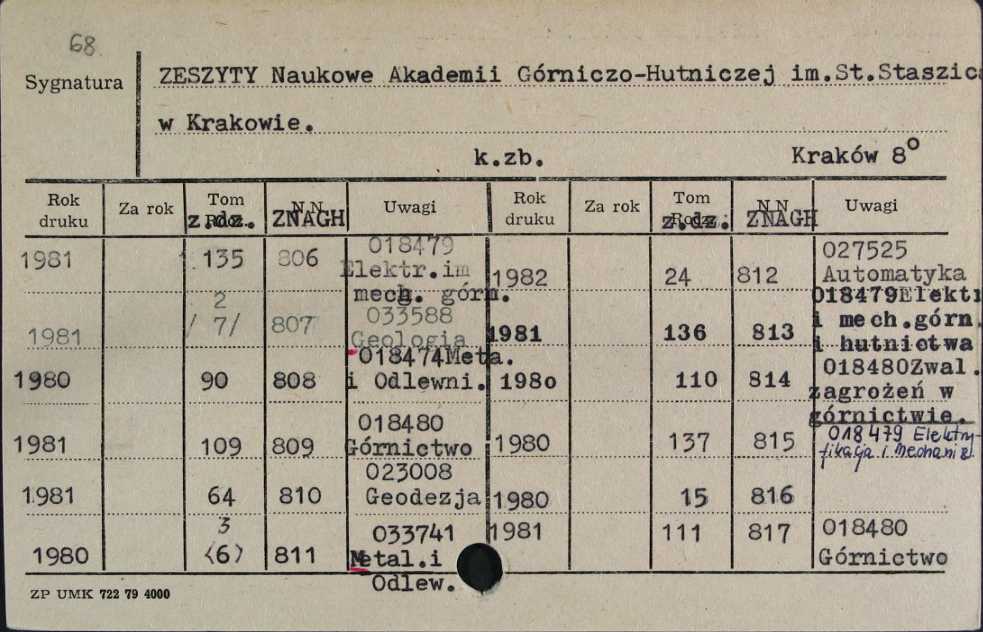 68
Sygnatura
ZESZYTY Naukowe Akademii Górniczo-Hutniczej im.St.Staszica
w Krakowie.
k.zb. Kraków 8°
Rok druku Za rok Tom z.dz. N N ZNAGH Uwagi Rok druku Za rok Tom z.dz. N N ZNAGH Uwagi
1981 135 806 018479 Elektr.im mech. górn.
1981 2 /7/ 807 033588 Geologia
1980 90 808 018474Meta. i Odlewni.
1981 109 809 018480 Górnictwo
1981 64 810 023008 Geodezja
1980 3 (6) 811 033741 Metal.i Odlew.
1982 24 812 027525 Automatyka
1981 136 813 018479Elektr i mech.górn. i hutnictwa
198o 110 814 018480Zwal. zagrożeń w górnictwie.
1980 137 815 018479 Elektry- fikacja i Mechaniz.
1980 15 816
1981 111 817 018480 Górnictwo
ZP UMK 722 79 4000